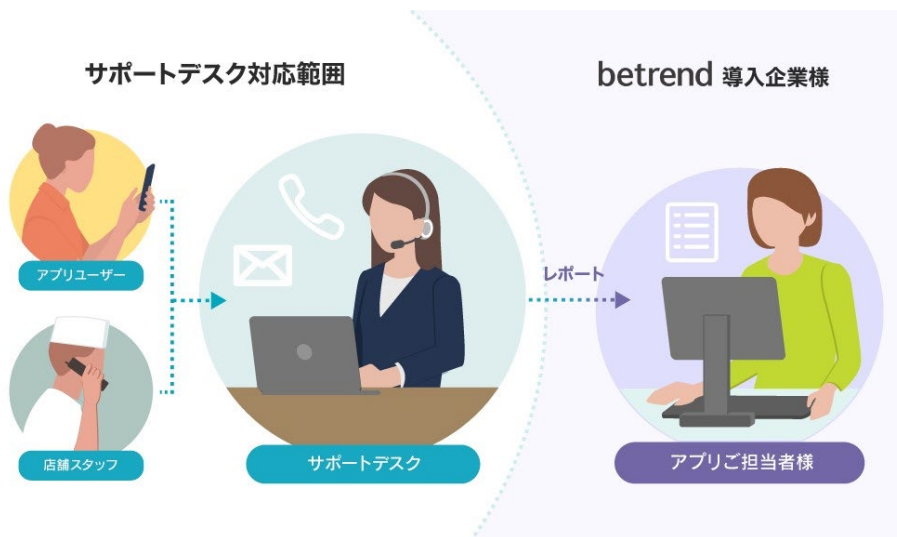 サポートデスク対応範囲
betrend 導入企業様
アプリユーザー
レポート
店舗スタッフ
サポートデスク
アプリご担当者様